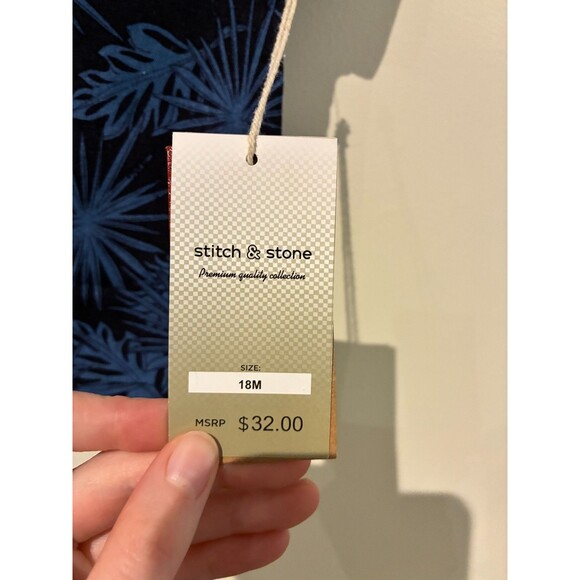 stitch & stone
Premium quality collection
SIZE:
18M
MSRP $32.00